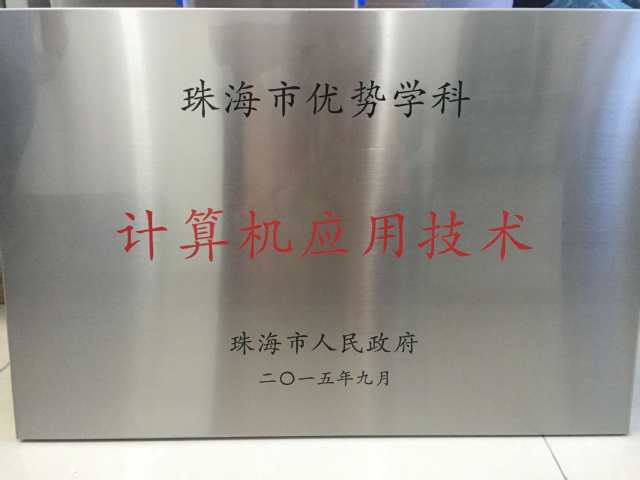 珠海市优势学科
计算机应用技术
珠海市人民政府
二〇一五年九月